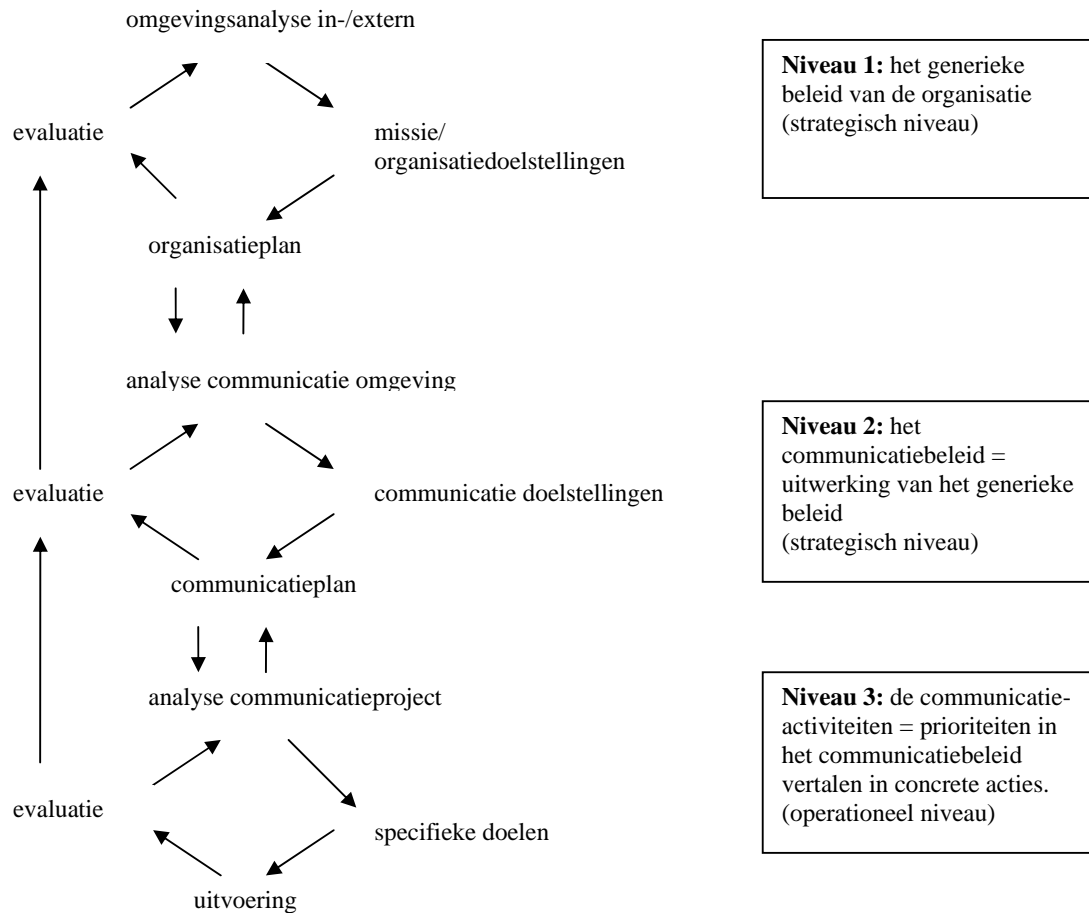 omgevingsanalyse in-/extern
Niveau 1: het generieke
beleid van de organisatie
(strategisch niveau)
evaluatie
missie/
organisatiedoelstellingen
organisatieplan
analyse communicatie omgeving
Niveau 2: het
communicatiebeleid =
uitwerking van het generieke
beleid
(strategisch niveau)
evaluatie
communicatie doelstellingen
communicatieplan
analyse communicatieproject
Niveau 3: de communicatie-
activiteiten = prioriteiten in
het communicatiebeleid
vertalen in concrete acties.
(operationeel niveau)
evaluatie
specifieke doelen
uitvoering